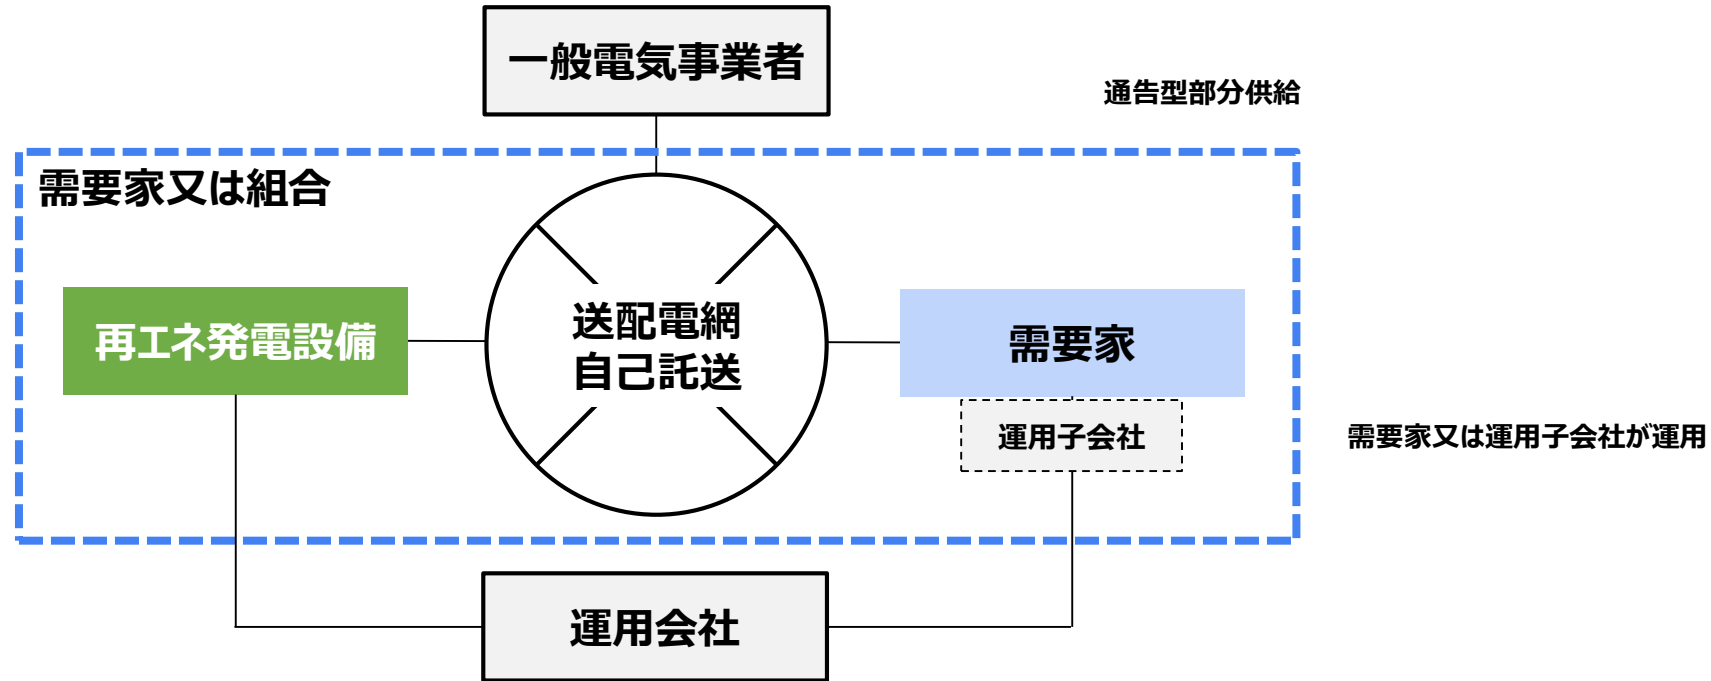 一般電気事業者
通告型部分供給
需要家又は組合
再エネ発電設備
送配電網
自己託送
需要家
運用子会社
需要家又は運用子会社が運用
運用会社